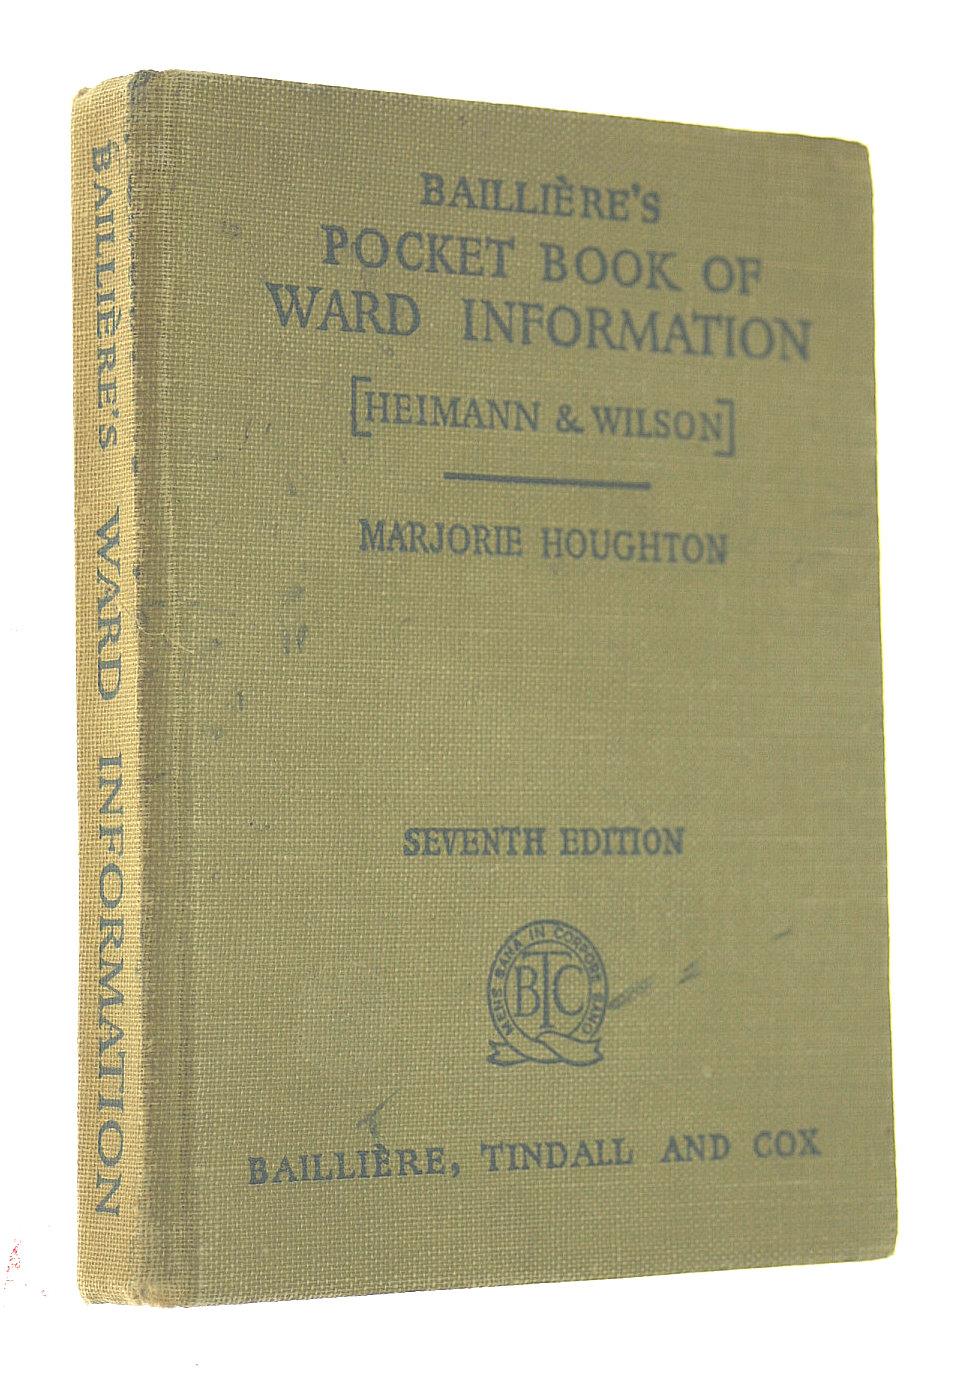 BAILLIÈRE'S WARD INFORMATION
BAILLIÈRE'S
POCKET BOOK OF
WARD INFORMATION
[HEIMANN & WILSON]
MARJORIE HOUGHTON
SEVENTH EDITION
MENS SANA IN CORPORE SANO
BTC
BAILLIÈRE, TINDALL AND COX